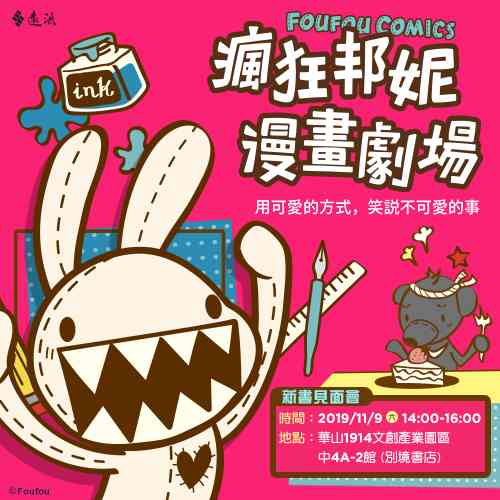 遠流
FOUFOU COMICS
瘋狂邦妮
漫畫劇場
用可愛的方式，笑説不可愛的事
ink
新書見面會
時間：2019/11/9 六 14:00-16:00
地點：華山1914文創產業園區
中4A-2館 (別境書店)
©Foufou